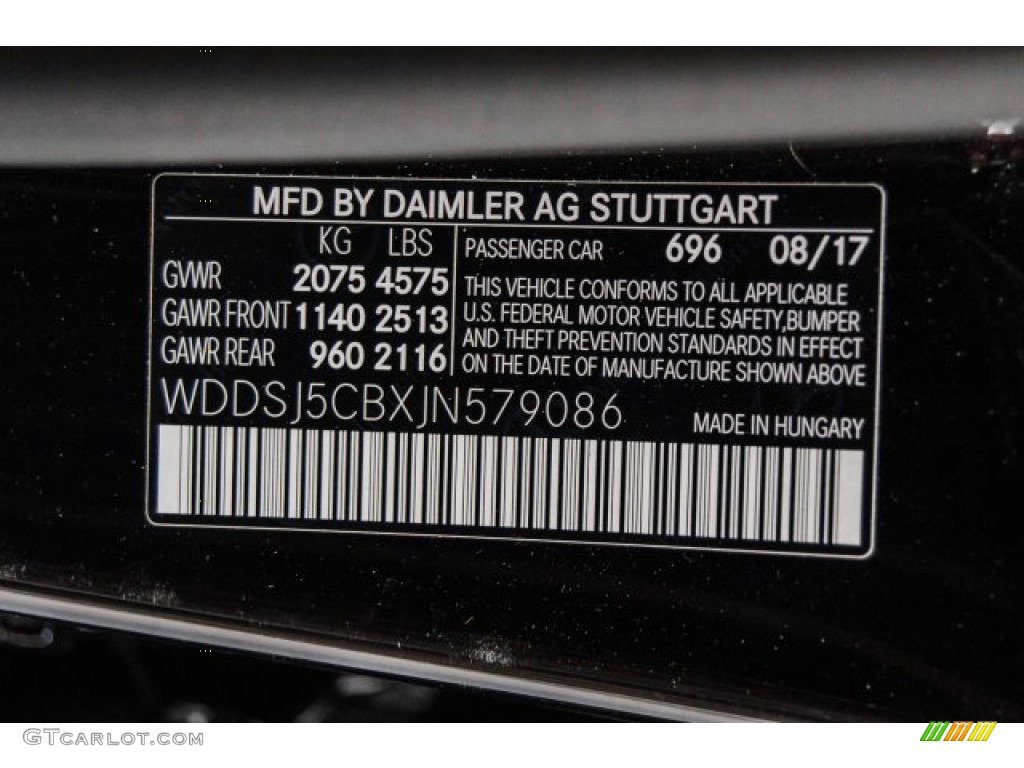 MFD BY DAIMLER AG STUTTGART
KG LBS
GVWR 2075 4575
GAWR FRONT 1140 2513
GAWR REAR 960 2116
PASSENGER CAR 696 08/17
THIS VEHICLE CONFORMS TO ALL APPLICABLE
U.S. FEDERAL MOTOR VEHICLE SAFETY,BUMPER
AND THEFT PREVENTION STANDARDS IN EFFECT
ON THE DATE OF MANUFACTURE SHOWN ABOVE
WDDSJ5CBXJN579086
MADE IN HUNGARY
GTCARLOT.COM